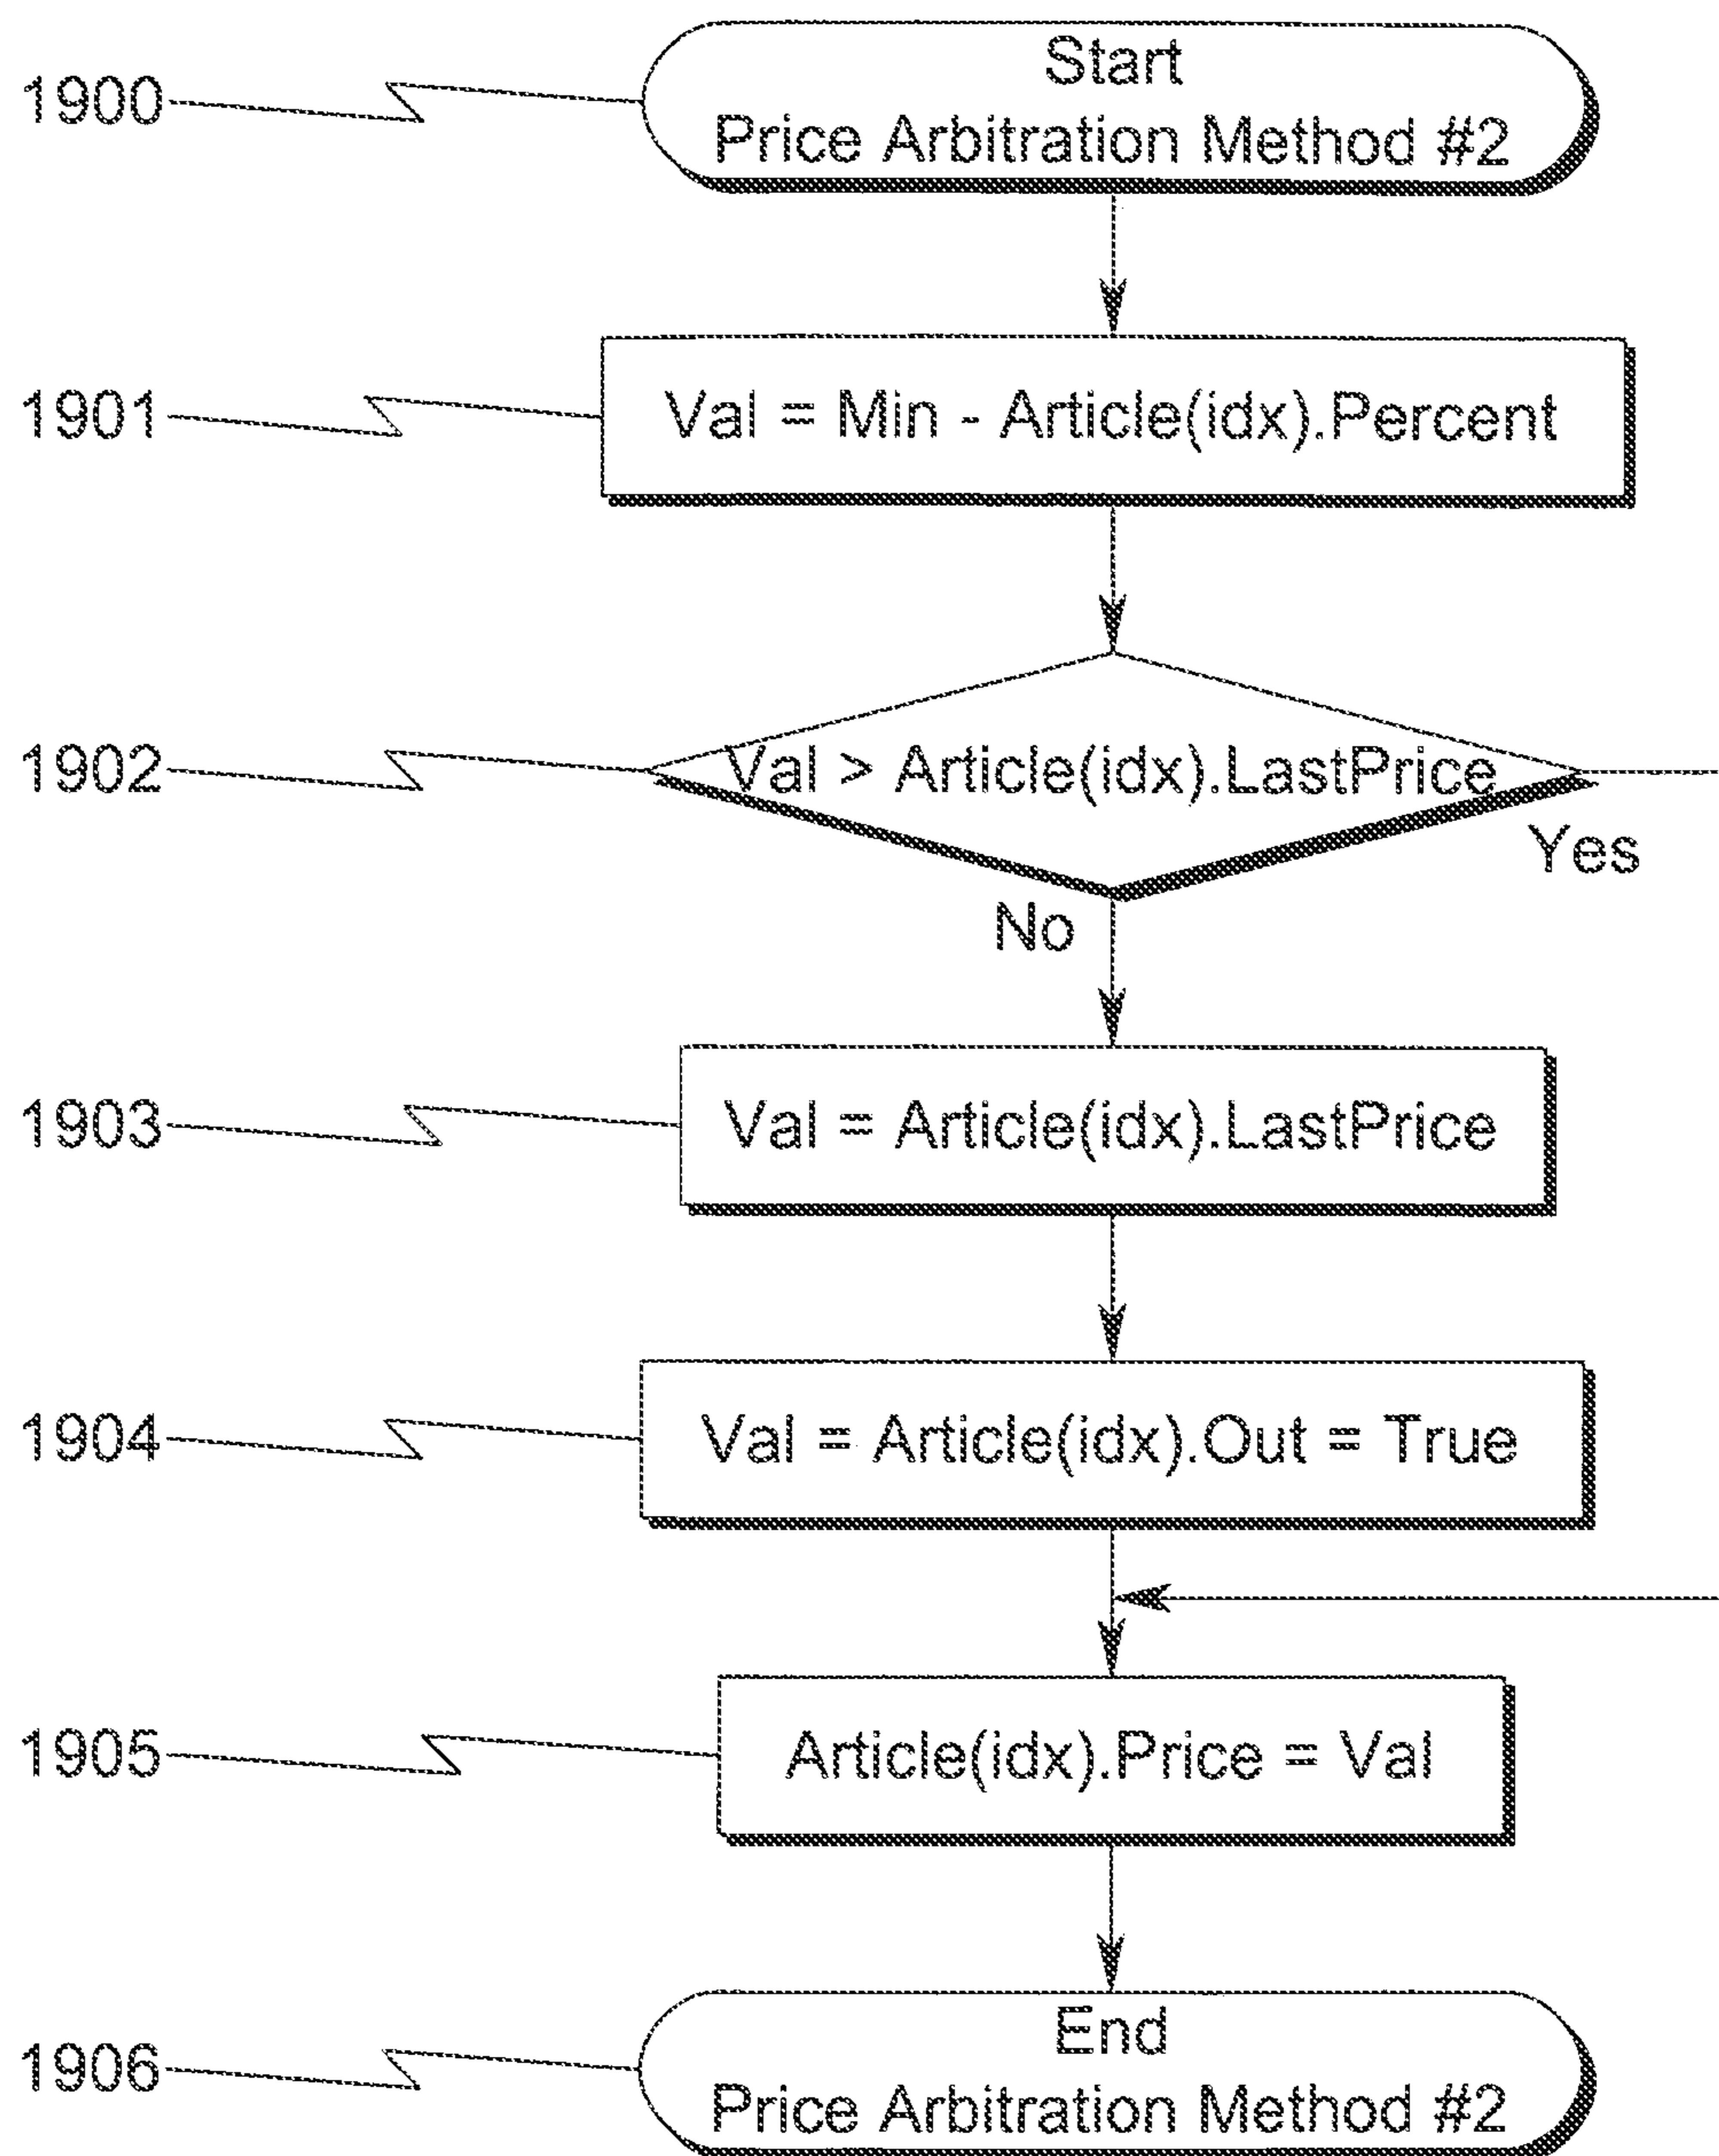 1900
Start
Price Arbitration Method #2
1901
Val = Min - Article(idx).Percent
1902
Val > Article(idx).LastPrice
Yes
No
1903
Val = Article(idx).LastPrice
1904
Val = Article(idx).Out = True
1905
Article(idx).Price = Val
1906
End
Price Arbitration Method #2